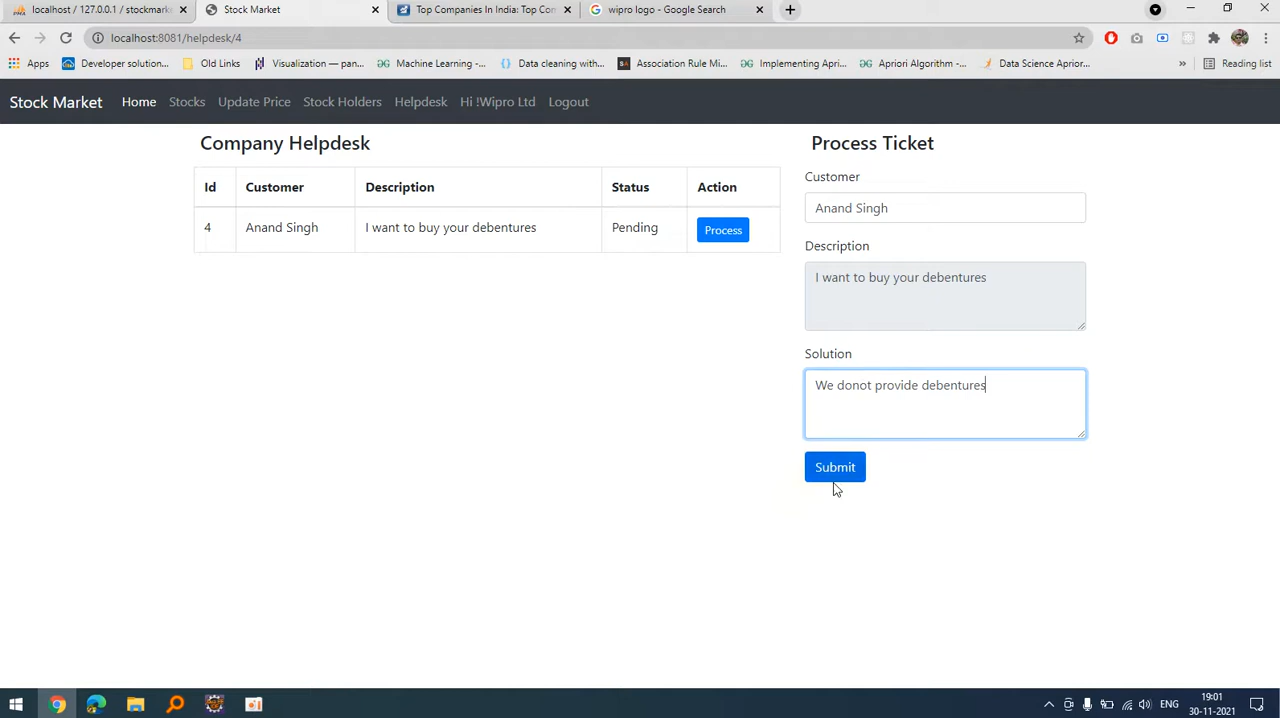 localhost / 127.0.0.1 / stockmark
Stock Market
Top Companies In India: Top Com
wipro logo - Google Search
localhost:8081/helpdesk/4
Apps
Developer solution...
Old Links
Visualization — pan...
Machine Learning -...
Data cleaning with...
Association Rule Mi...
Implementing Apri...
Apriori Algorithm -...
Data Science Aprior...
»
Reading list
Stock Market
Home
Stocks
Update Price
Stock Holders
Helpdesk
Hi !Wipro Ltd
Logout
Company Helpdesk
Id Customer Description Status Action
4 Anand Singh I want to buy your debentures Pending Process
Process Ticket
Customer
Anand Singh
Description
I want to buy your debentures
Solution
We donot provide debentures
Submit
ENG
19:01
30-11-2021